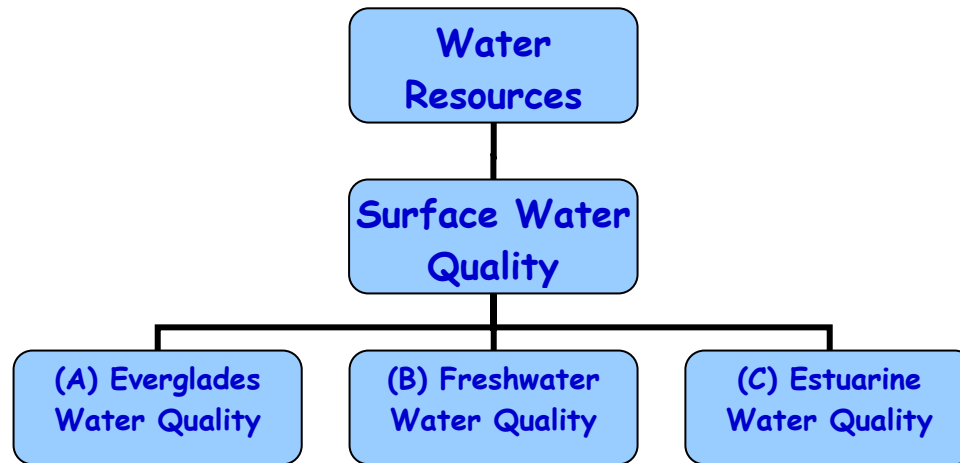 Water
Resources
Surface Water
Quality
(A) Everglades
Water Quality
(B) Freshwater
Water Quality
(C) Estuarine
Water Quality